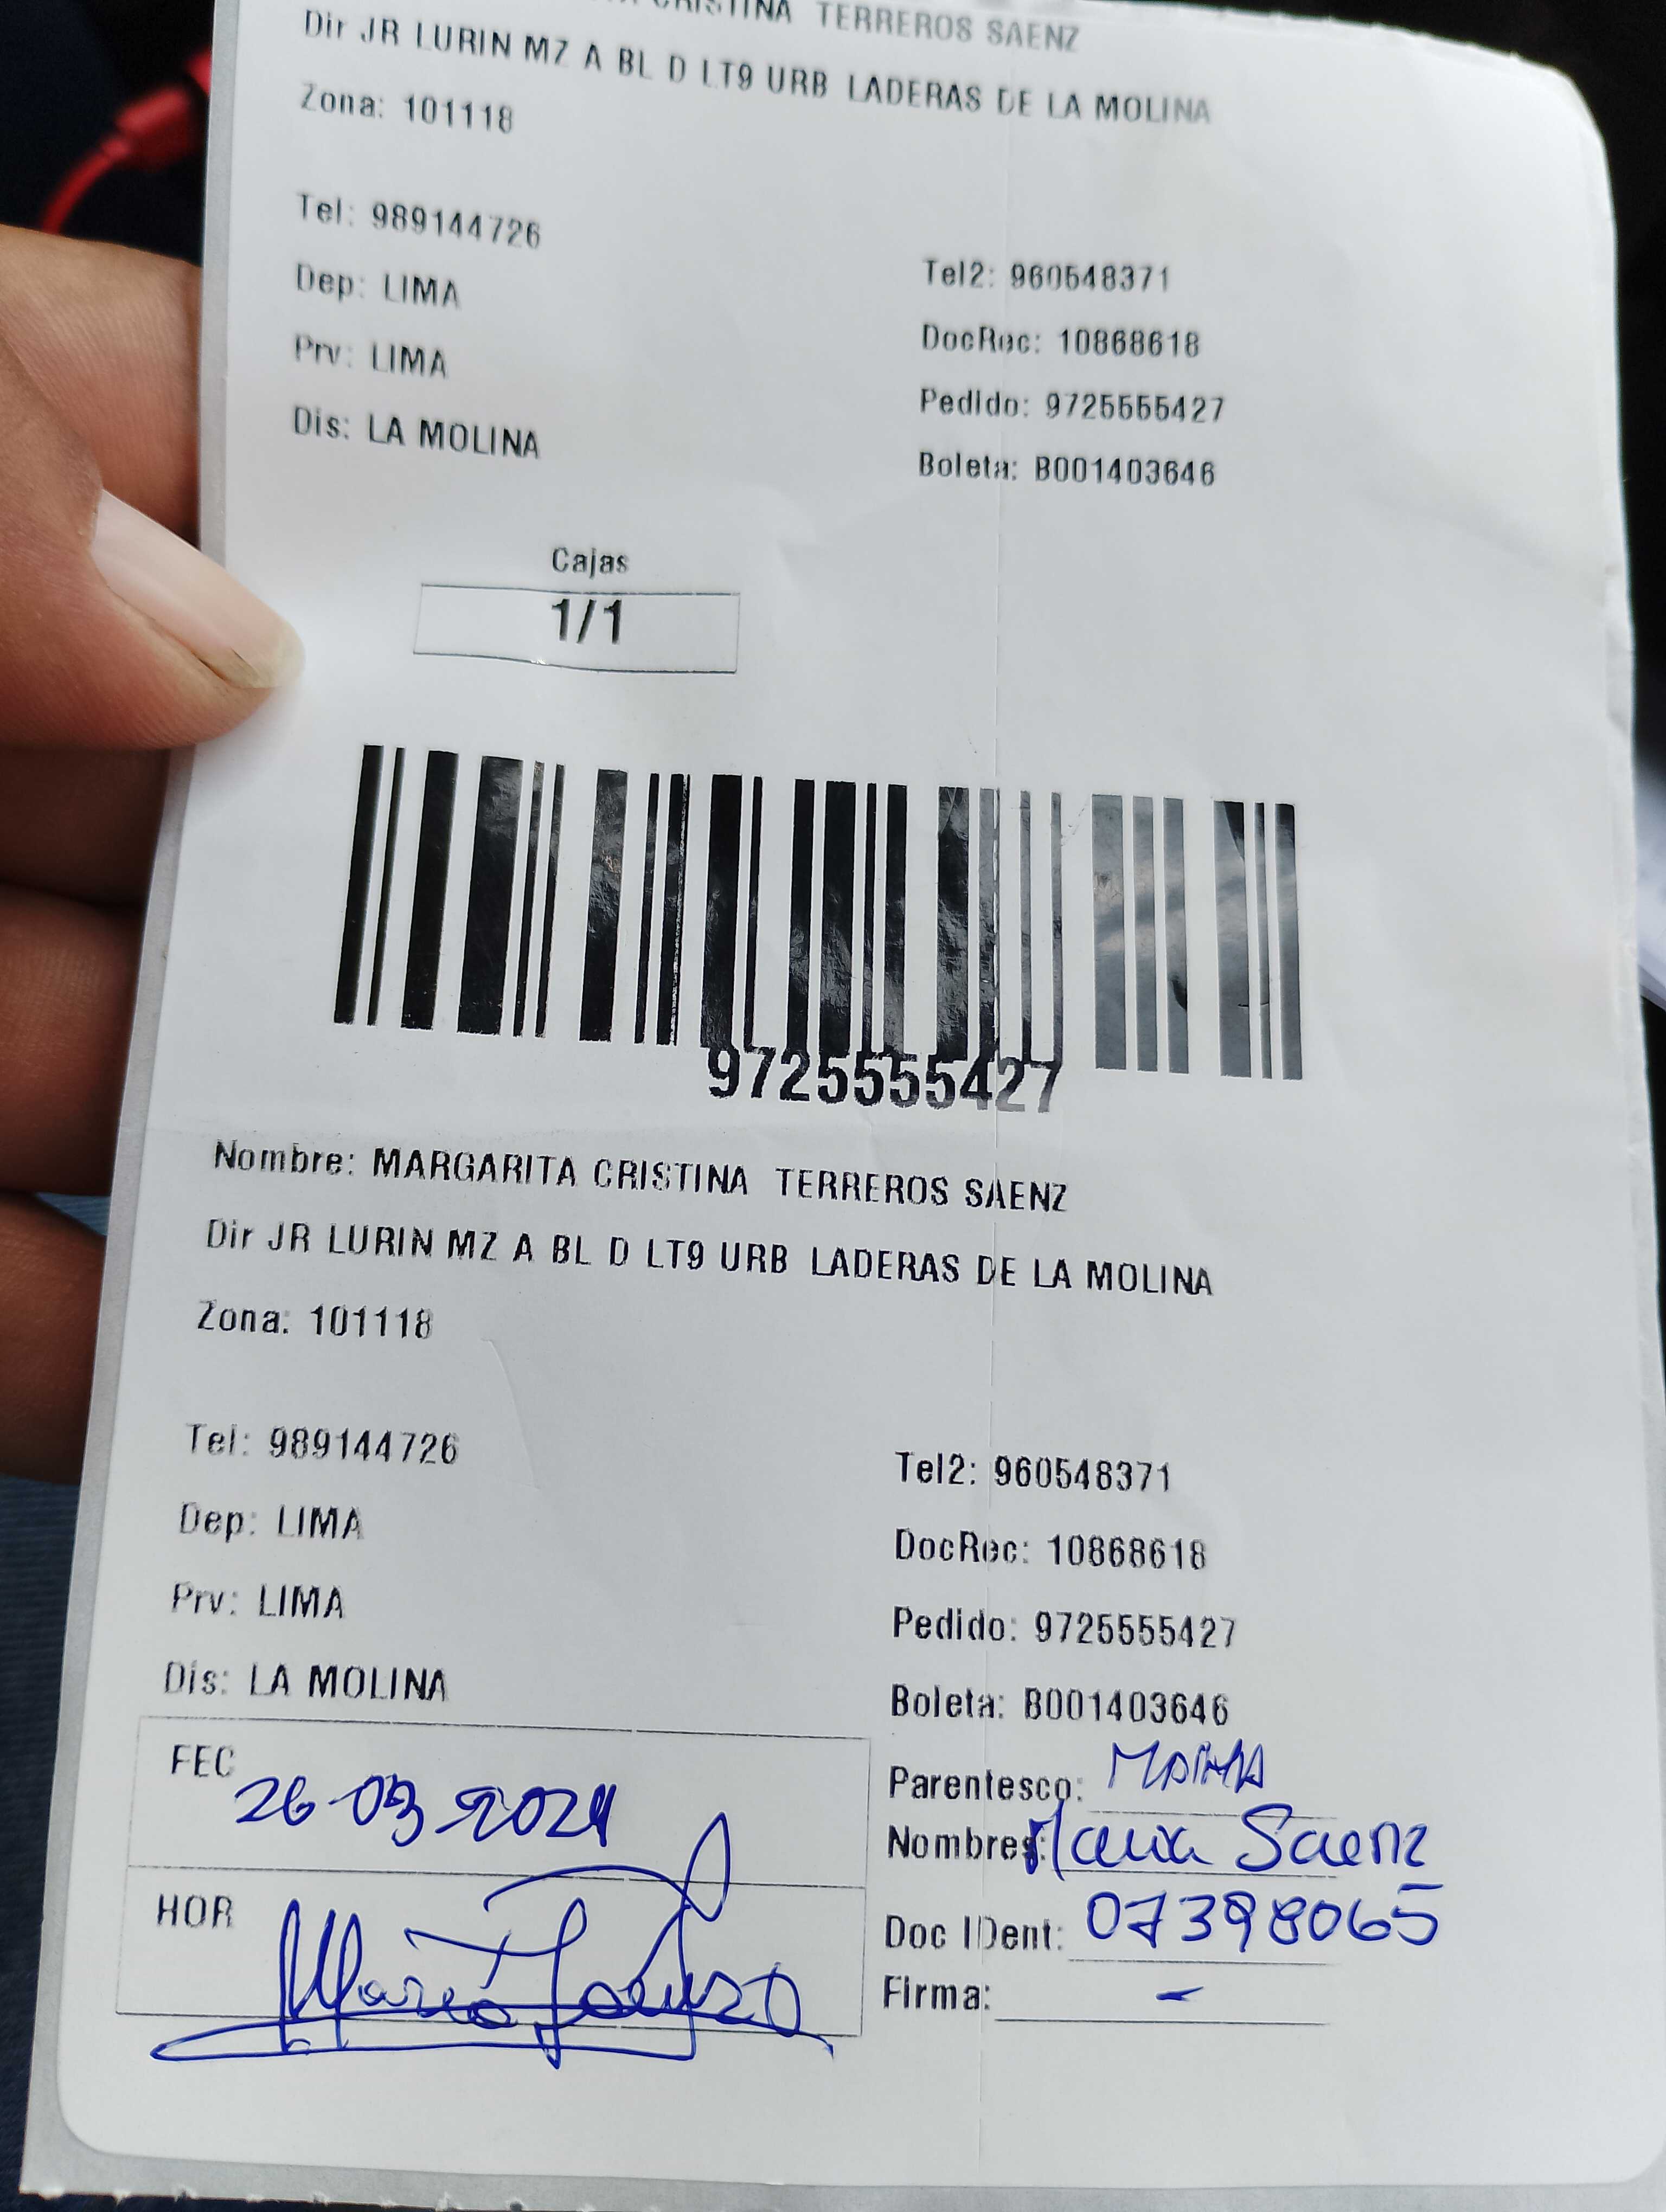 CRISTINA TERREROS SAENZ
Dir JR LURIN MZ A BL D LT9 URB LADERAS DE LA MOLINA
Zona: 101118
Tel: 989144726
Tel2: 960548371
Dep: LIMA
DocRec: 10868618
Prv: LIMA
Pedido: 9725555427
Dis: LA MOLINA
Boleta: B001403646
Cajas
1/1
9725555427
Nombre: MARGARITA CRISTINA TERREROS SAENZ
Dir JR LURIN MZ A BL D LT9 URB LADERAS DE LA MOLINA
Zona: 101118
Tel: 989144726
Tel2: 960548371
Dep: LIMA
DocRec: 10868618
Prv: LIMA
Pedido: 9725555427
Dis: LA MOLINA
Boleta: B001403646
FEC 26-03-2024
Parentesco:
Nombres: Maria Saenz
HOR
Doc IDent: 07398065
Firma: -